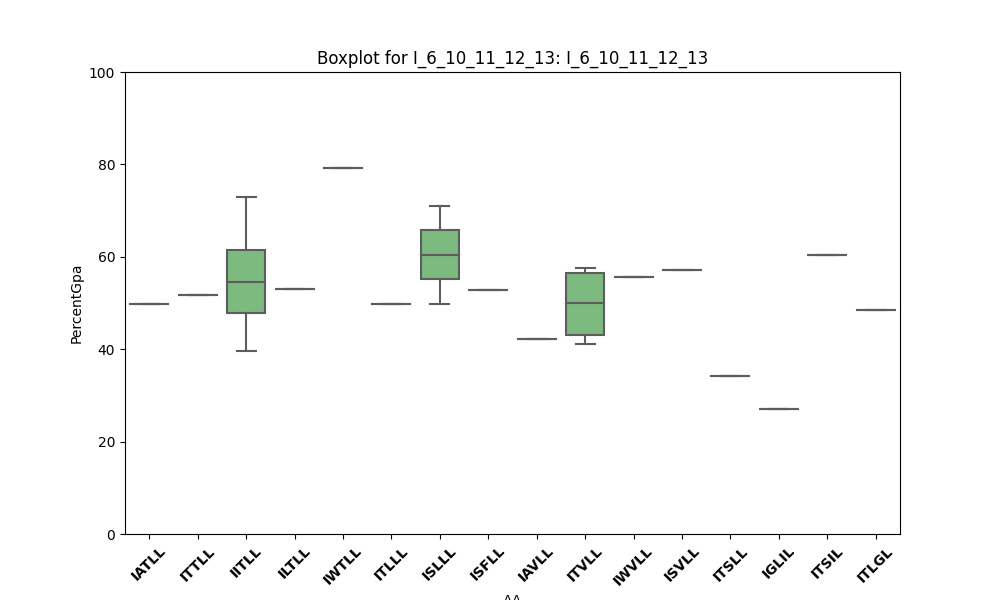 Boxplot for I_6_10_11_12_13: I_6_10_11_12_13
100
80
60
40
20
0
PercentGpa
IATLL ITTLL IITLL ILTLL IWTLL ITLLL ISLLL ISFLL IAVLL ITVLL IWVLL ISVLL ITSLL IGLIL ITSIL ITLGL
AA